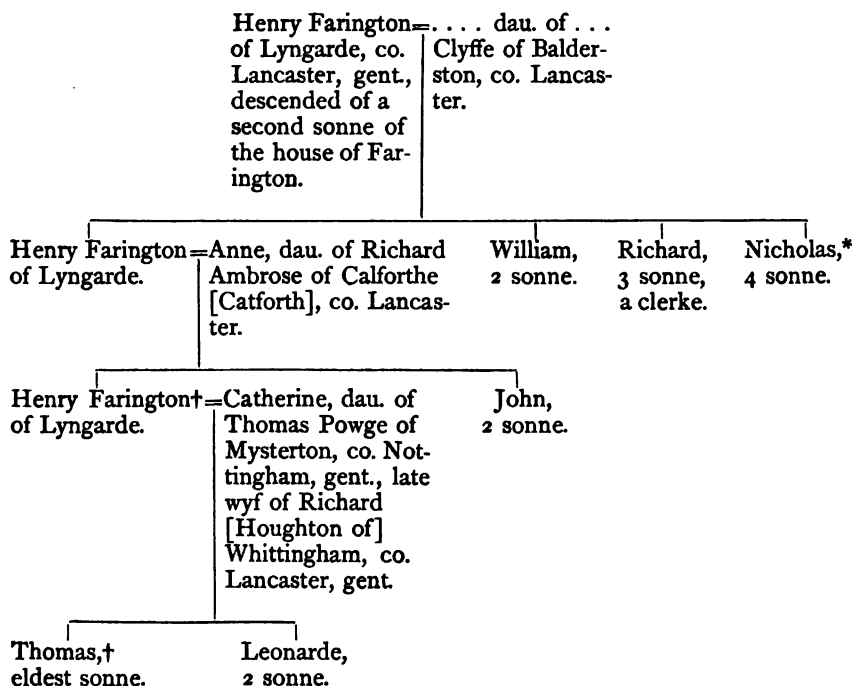 Henry Farington=. . . . dau. of . . .
of Lyngarde, co. Clyffe of Balder-
Lancaster, gent., ston, co. Lancas-
descended of a ter.
second sonne of
the house of Far-
ington.
Henry Farington=Anne, dau. of Richard William, Richard, Nicholas,*
of Lyngarde. Ambrose of Calforthe 2 sonne. 3 sonne, 4 sonne.
[Catforth], co. Lancas- a clerke.
ter.
Henry Farington†=Catherine, dau. of John,
of Lyngarde. Thomas Powge of 2 sonne.
Mysterton, co. Not-
tingham, gent., late
wyf of Richard
[Houghton of]
Whittingham, co.
Lancaster, gent.
Thomas,† Leonarde,
eldest sonne. 2 sonne.